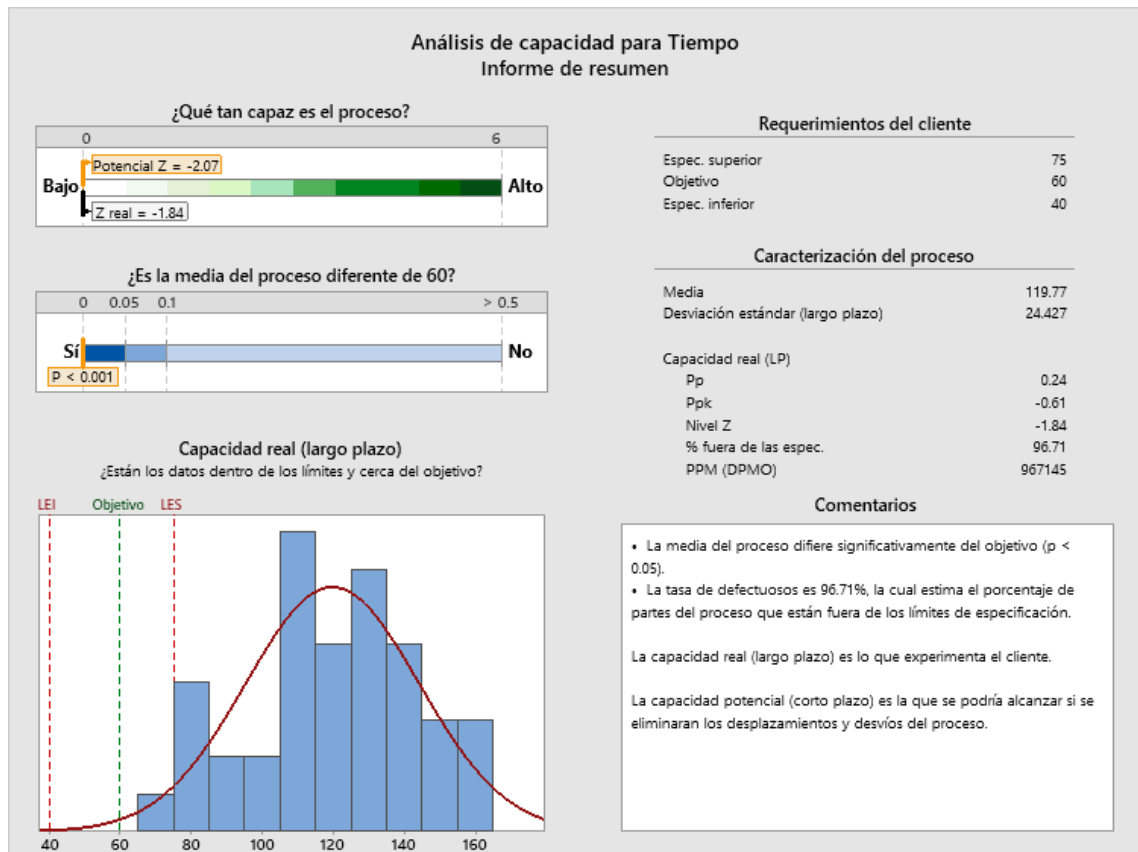 Análisis de capacidad para Tiempo
Informe de resumen
¿Qué tan capaz es el proceso?
0 6
Potencial Z = -2.07
Bajo Alto
Z real = -1.84
¿Es la media del proceso diferente de 60?
0 0.05 0.1 > 0.5
Sí No
P < 0.001
Capacidad real (largo plazo)
¿Están los datos dentro de los límites y cerca del objetivo?
LEI Objetivo LES
40 60 80 100 120 140 160
Requerimientos del cliente
Espec. superior 75
Objetivo 60
Espec. inferior 40
Caracterización del proceso
Media 119.77
Desviación estándar (largo plazo) 24.427
Capacidad real (LP)
Pp 0.24
Ppk -0.61
Nivel Z -1.84
% fuera de las espec. 96.71
PPM (DPMO) 967145
Comentarios
• La media del proceso difiere significativamente del objetivo (p <
0.05).
• La tasa de defectuosos es 96.71%, la cual estima el porcentaje de
partes del proceso que están fuera de los límites de especificación.
La capacidad real (largo plazo) es lo que experimenta el cliente.
La capacidad potencial (corto plazo) es la que se podría alcanzar si se
eliminaran los desplazamientos y desvíos del proceso.